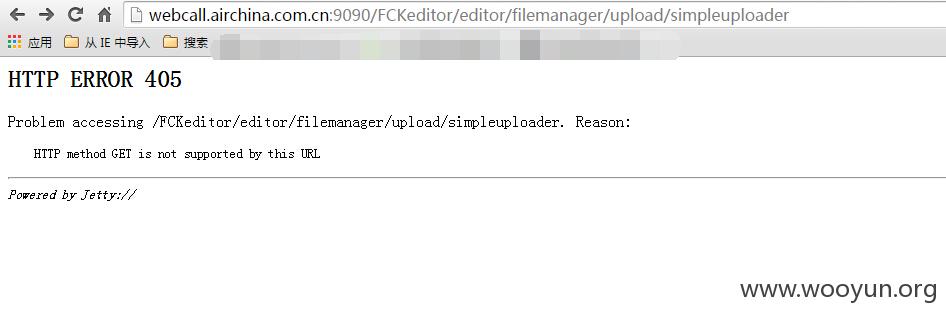 webcall.airchina.com.cn:9090/FCKeditor/editor/filemanager/upload/simpleuploader
应用 从 IE 中导入 搜索
HTTP ERROR 405
Problem accessing /FCKeditor/editor/filemanager/upload/simpleuploader. Reason:
HTTP method GET is not supported by this URL
Powered by Jetty://
www.wooyun.org